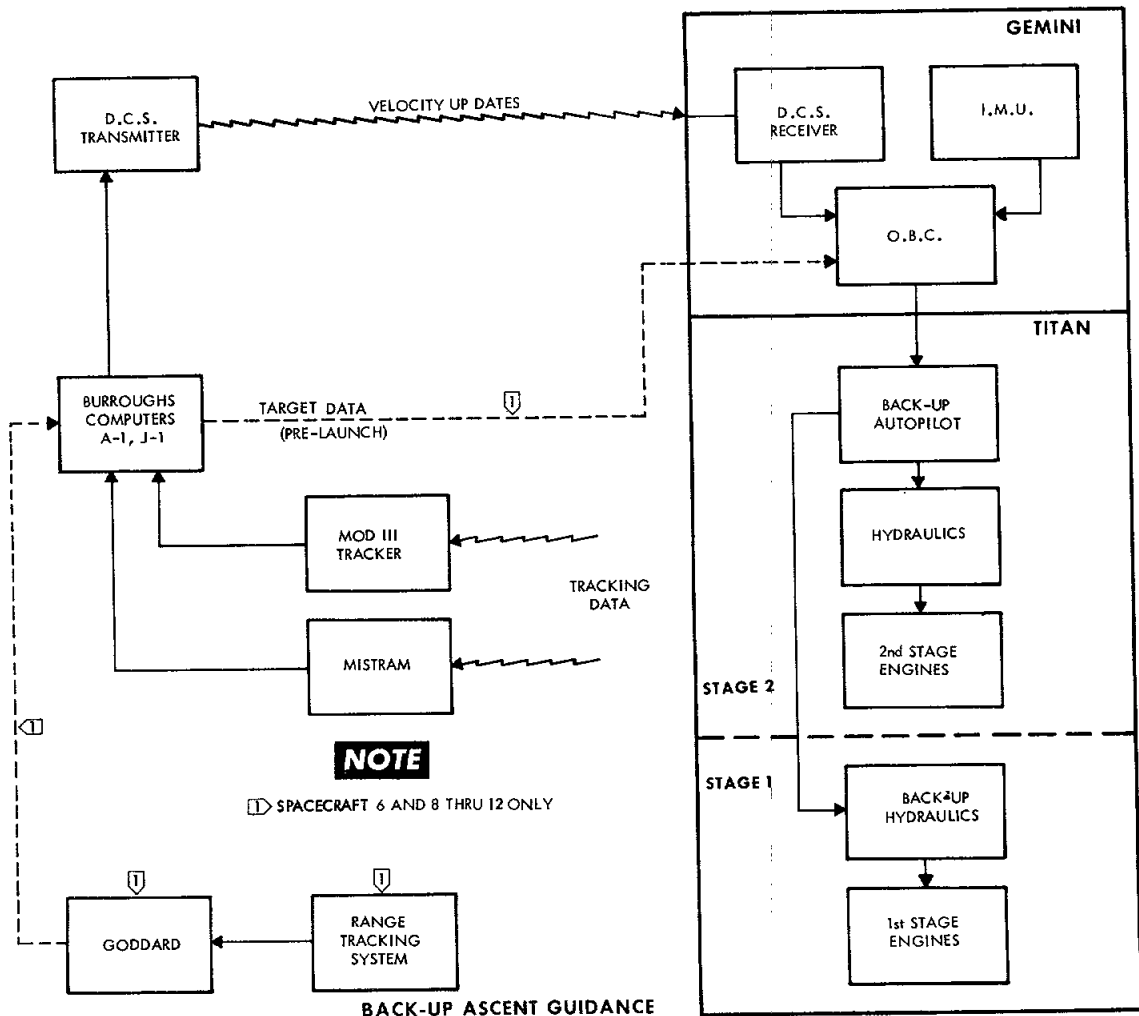 GEMINI
D.C.S.
TRANSMITTER
VELOCITY UP DATES
D.C.S.
RECEIVER
I.M.U.
O.B.C.
TITAN
BURROUGHS
COMPUTERS
A-1, J-1
TARGET DATA
(PRE-LAUNCH)
1
BACK-UP
AUTOPILOT
MOD III
TRACKER
HYDRAULICS
TRACKING
DATA
MISTRAM
2nd STAGE
ENGINES
STAGE 2
1
NOTE
1 SPACECRAFT 6 AND 8 THRU 12 ONLY
STAGE 1
BACK-UP
HYDRAULICS
1
1
GODDARD
RANGE
TRACKING
SYSTEM
1st STAGE
ENGINES
BACK-UP ASCENT GUIDANCE